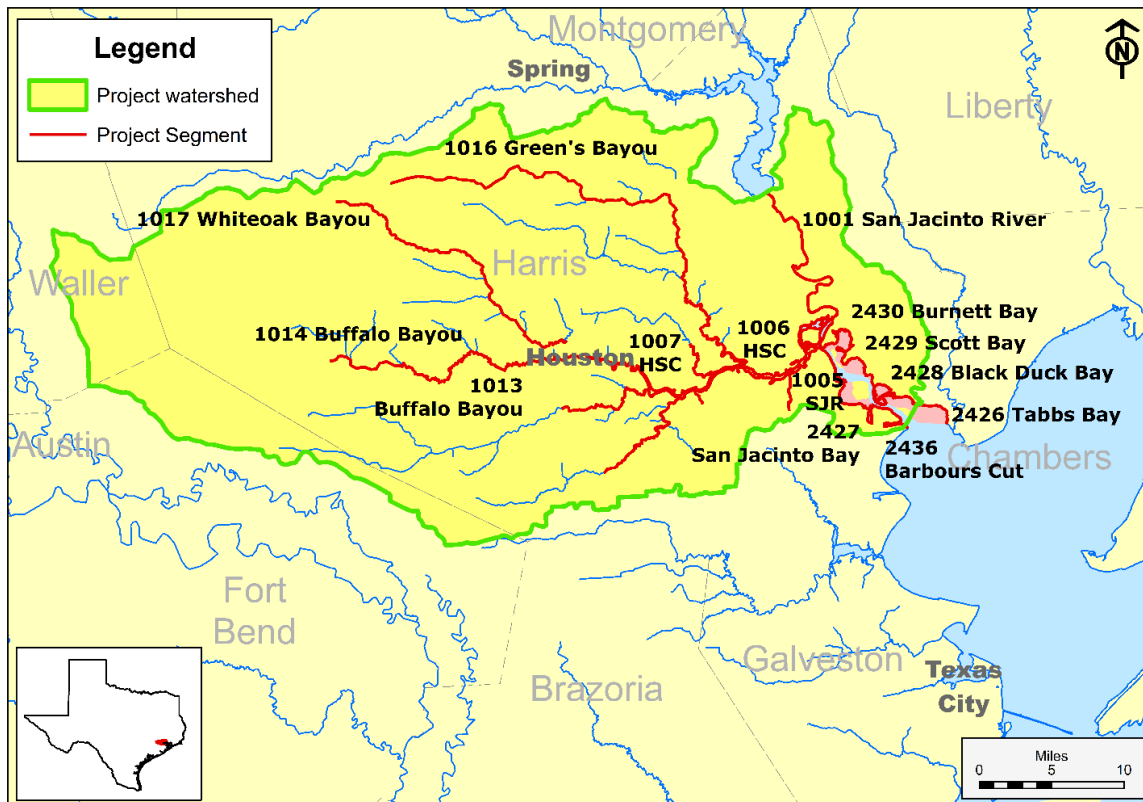 Legend
Project watershed
Project Segment
N
Montgomery
Spring
Liberty
1016 Green's Bayou
1017 Whiteoak Bayou
1001 San Jacinto River
Harris
Waller
2430 Burnett Bay
1014 Buffalo Bayou
1006
HSC
1007
HSC
2429 Scott Bay
Houston
2428 Black Duck Bay
1013
Buffalo Bayou
1005
SJR
2426 Tabbs Bay
2427
San Jacinto Bay
2436
Barbours Cut
Austin
Chambers
Fort
Bend
Galveston
Texas
City
Brazoria
Miles
0 5 10